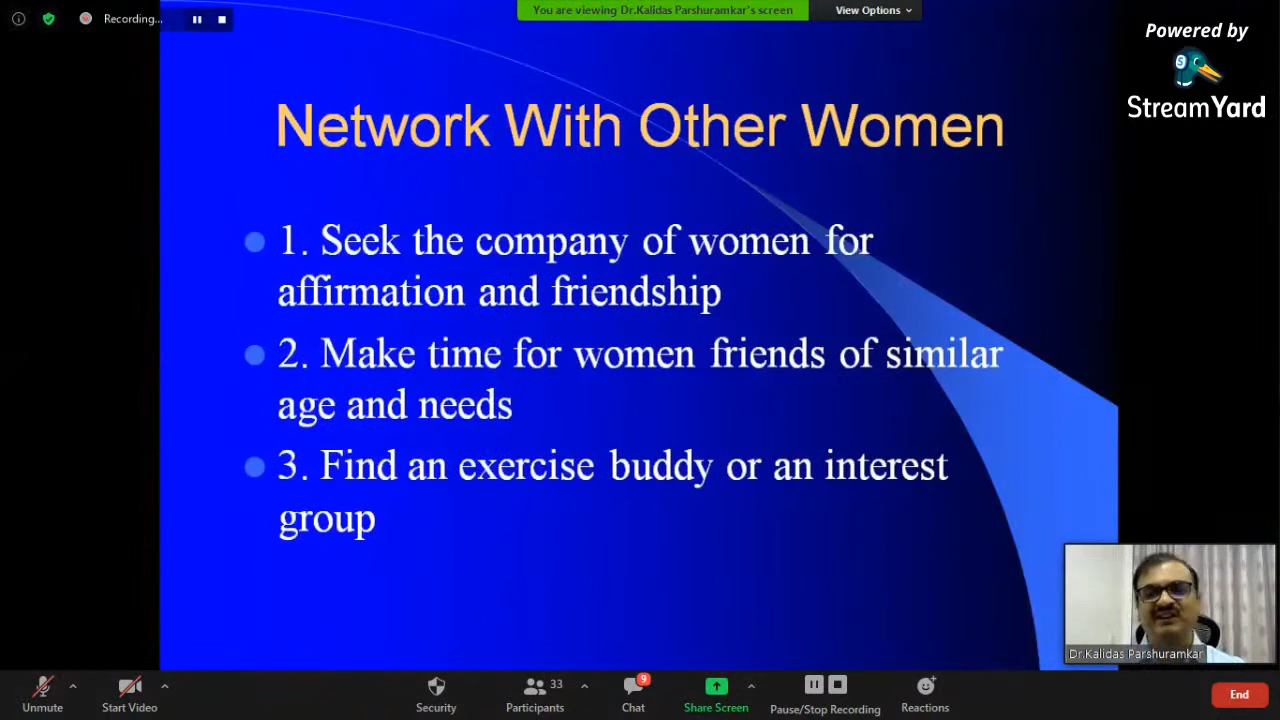 Recording...
You are viewing Dr.Kalidas Parshuramkar's screen
View Options
Powered by
S
StreamYard
Network With Other Women
1. Seek the company of women for
affirmation and friendship
2. Make time for women friends of similar
age and needs
3. Find an exercise buddy or an interest
group
Dr.Kalidas Parshuramkar
Unmute
Start Video
Security
33
Participants
9
Chat
Share Screen
Pause/Stop Recording
Reactions
End